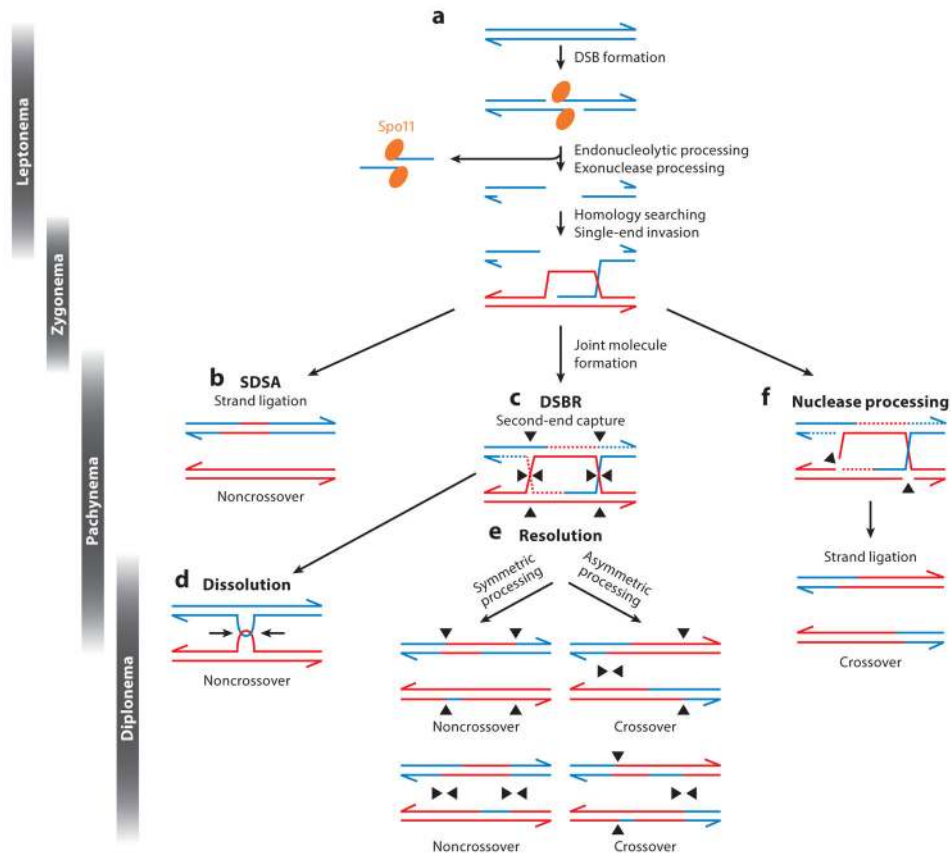 a
DSB formation
Spo11
Endonucleolytic processing
Exonuclease processing
Homology searching
Single-end invasion
Joint molecule
formation
Leptonema
Zygonema
Pachynema
Diplonema
b
SDSA
Strand ligation
Noncrossover
c
DSBR
Second-end capture
f
Nuclease processing
Strand ligation
Crossover
d
Dissolution
Noncrossover
e
Resolution
Symmetric
processing
Asymmetric
processing
Noncrossover
Crossover
Noncrossover
Crossover